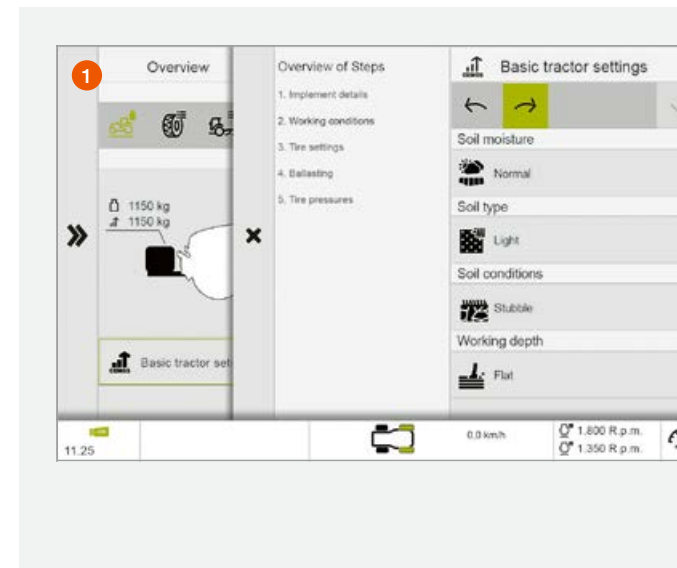 1
Overview
1150 kg
1150 kg
Basic tractor set
Overview of Steps
1. Implement details
2. Working conditions
3. Tire settings
4. Ballasting
5. Tire pressures
CEMOS
Basic tractor settings
Soil moisture
Normal
Soil type
Light
Soil conditions
Stubble
Working depth
Flat
11.25
0.0 km/h
1.800 R.p.m.
1.350 R.p.m.